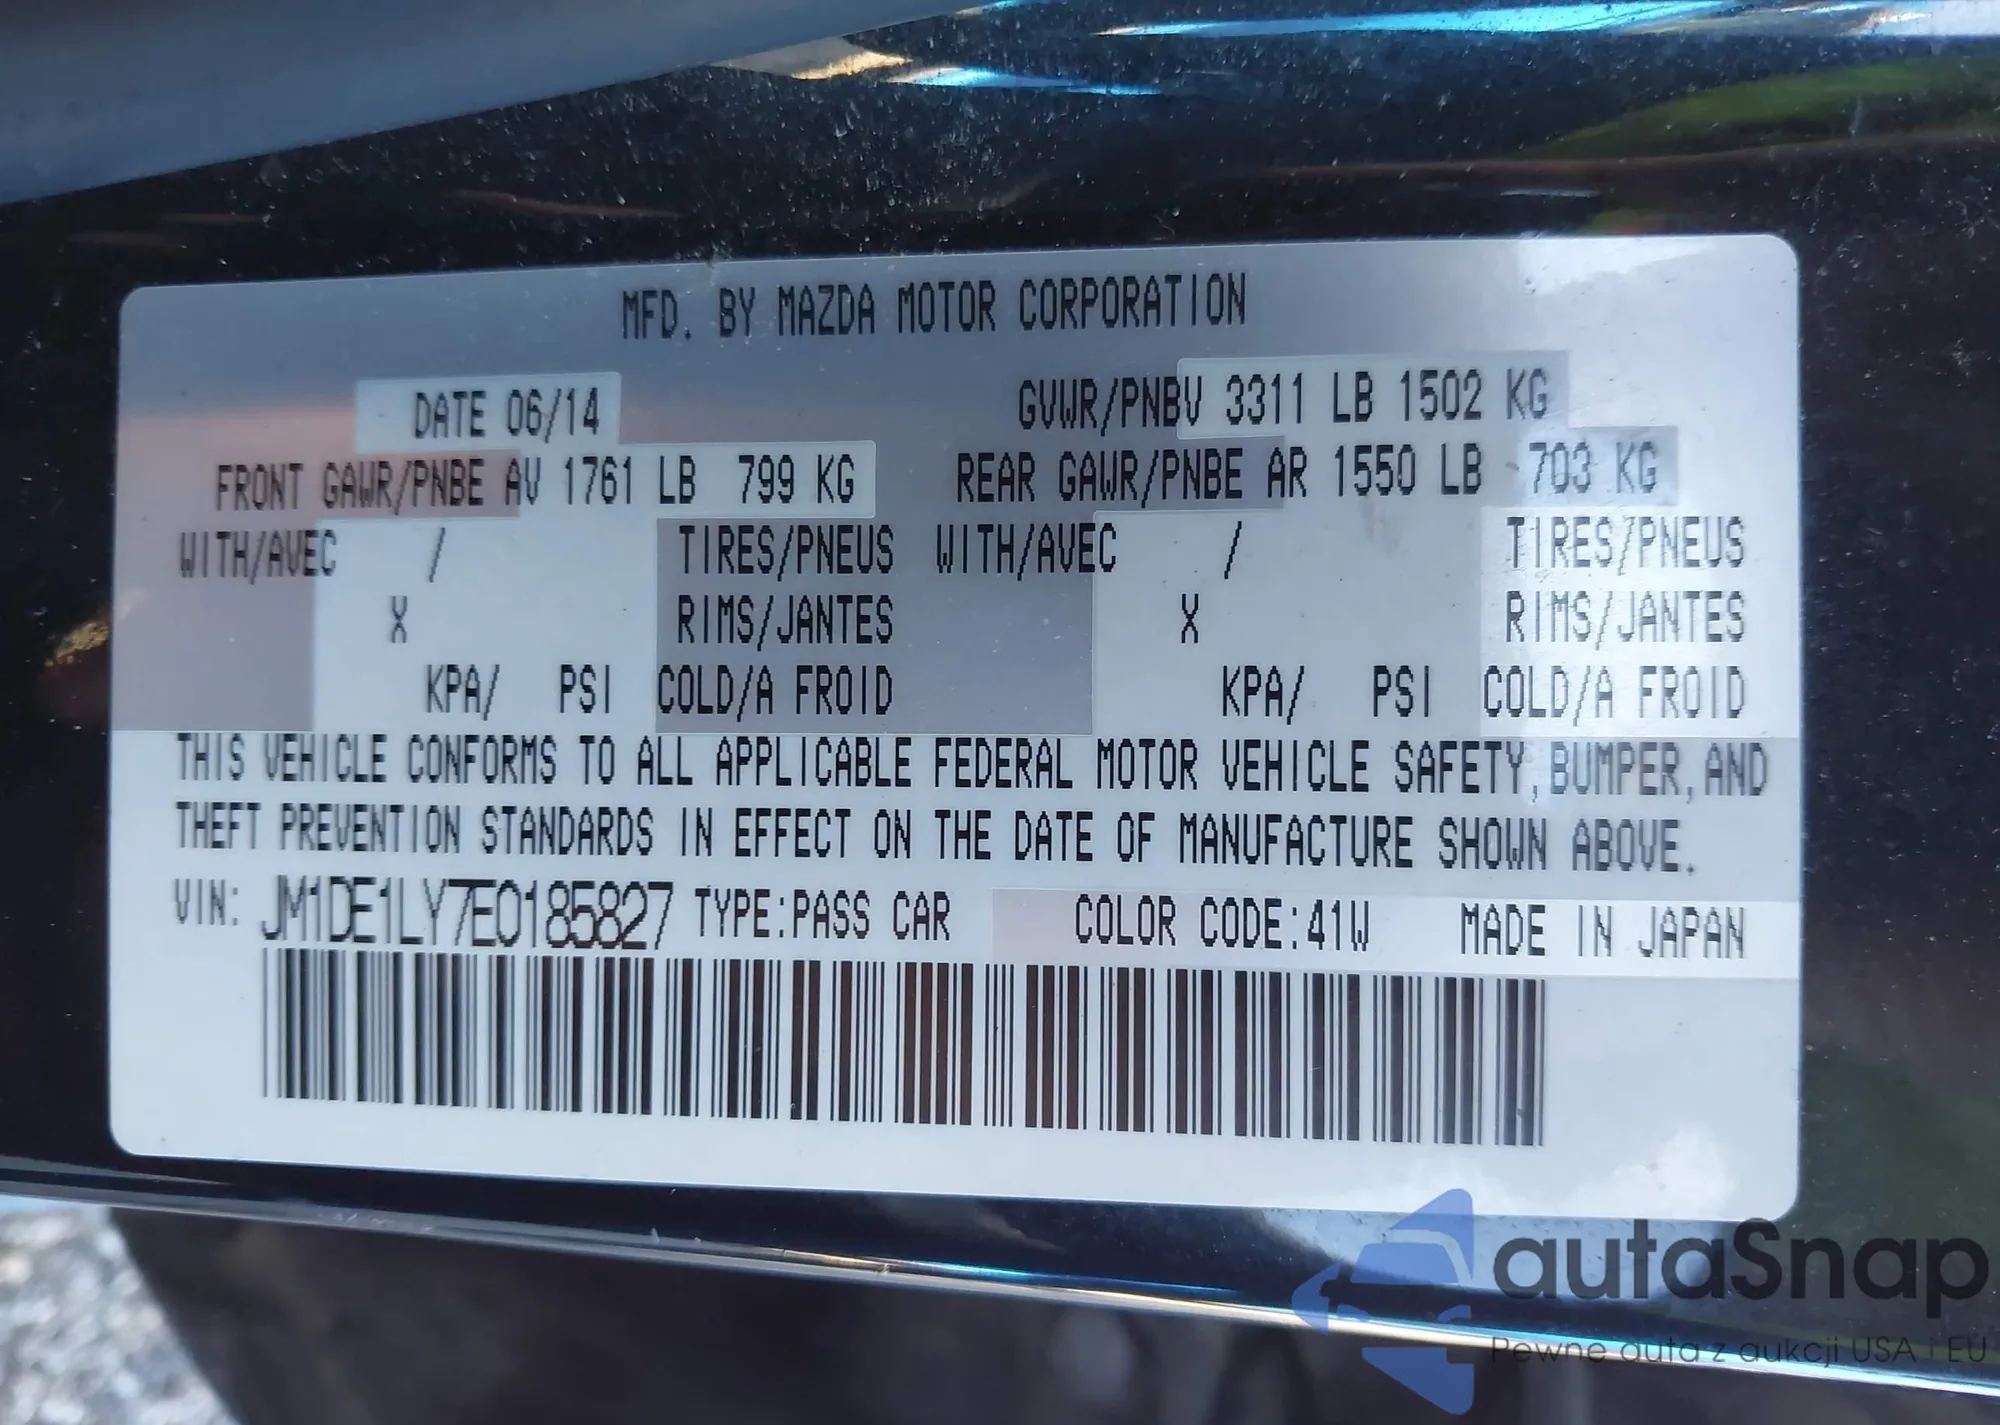 MFD. BY MAZDA MOTOR CORPORATION
DATE 06/14 GVWR/PNBV 3311 LB 1502 KG
FRONT GAWR/PNBE AV 1761 LB 799 KG REAR GAWR/PNBE AR 1550 LB 703 KG
WITH/AVEC / TIRES/PNEUS WITH/AVEC / TIRES/PNEUS
X RIMS/JANTES X RIMS/JANTES
KPA/ PSI COLD/A FROID KPA/ PSI COLD/A FROID
THIS VEHICLE CONFORMS TO ALL APPLICABLE FEDERAL MOTOR VEHICLE SAFETY, BUMPER, AND
THEFT PREVENTION STANDARDS IN EFFECT ON THE DATE OF MANUFACTURE SHOWN ABOVE.
VIN: JM1DE1LY7E0185827 TYPE:PASS CAR COLOR CODE:41W MADE IN JAPAN
autaSnap
Pewne auta z aukcji USA i EU